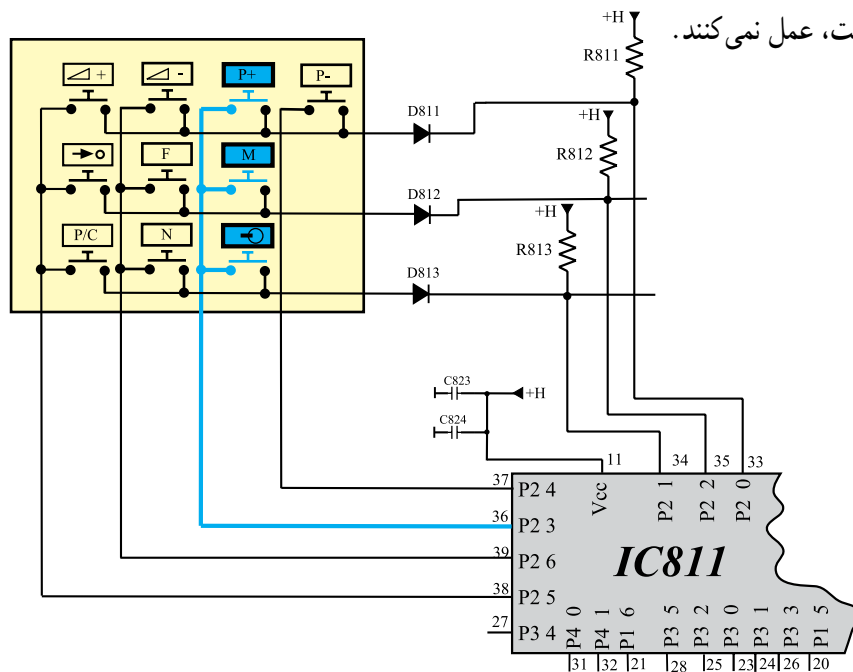 ت، عمل نمی‌کنند.
+H
R811
+ - P+ P-
D811
+H
R812
F M
D812
+H
R813
P/C N
D813
C823
+H
C824
11 34 35 33
37 P2 4 Vcc P2 1 P2 2 P2 0
36 P2 3
39 P2 6
IC811
38 P2 5
27 P3 4 P4 0 P4 1 P1 6 P3 5 P3 2 P3 0 P3 1 P3 3 P1 5
31 32 21 28 25 23 24 26 20